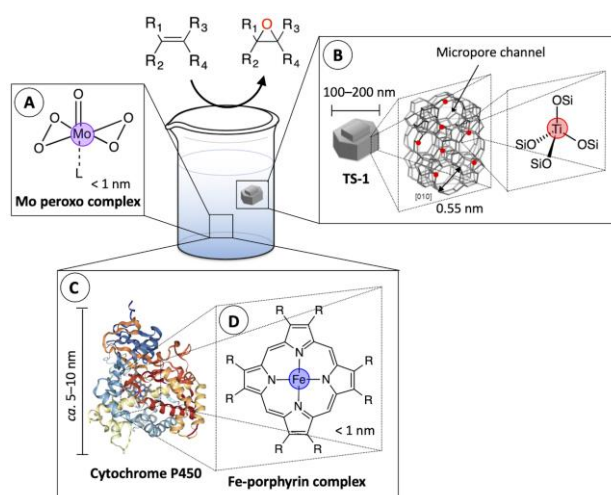 R1 R3
R2 R4
O
R1 R3
R2 R4
A
O
O O
Mo
O O
L
< 1 nm
Mo peroxo complex
B
Micropore channel
100–200 nm
TS-1
[010]
0.55 nm
OSi
Ti
SiO OSi
SiO
C
ca. 5–10 nm
Cytochrome P450
D
R R
R R
N
N Fe N
N
R R
R R
< 1 nm
Fe-porphyrin complex